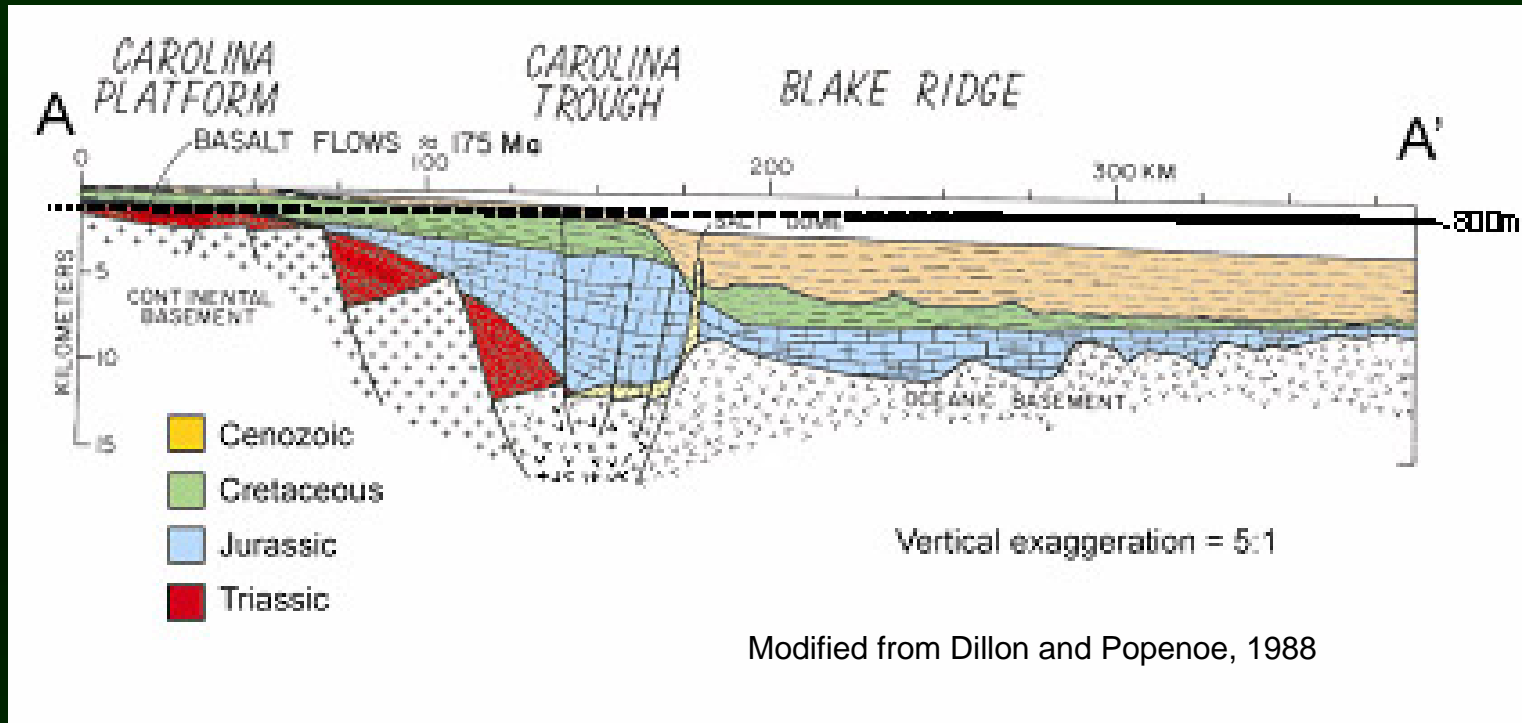 CAROLINA
PLATFORM
CAROLINA
TROUGH
BLAKE RIDGE
A
A'
BASALT FLOWS ≈ 175 Ma
0
100
200
300 KM
-800m
SALT DOME
KILOMETERS
5
10
15
CONTINENTAL
BASEMENT
OCEANIC BASEMENT
Cenozoic
Cretaceous
Jurassic
Triassic
Vertical exaggeration = 5:1
Modified from Dillon and Popenoe, 1988